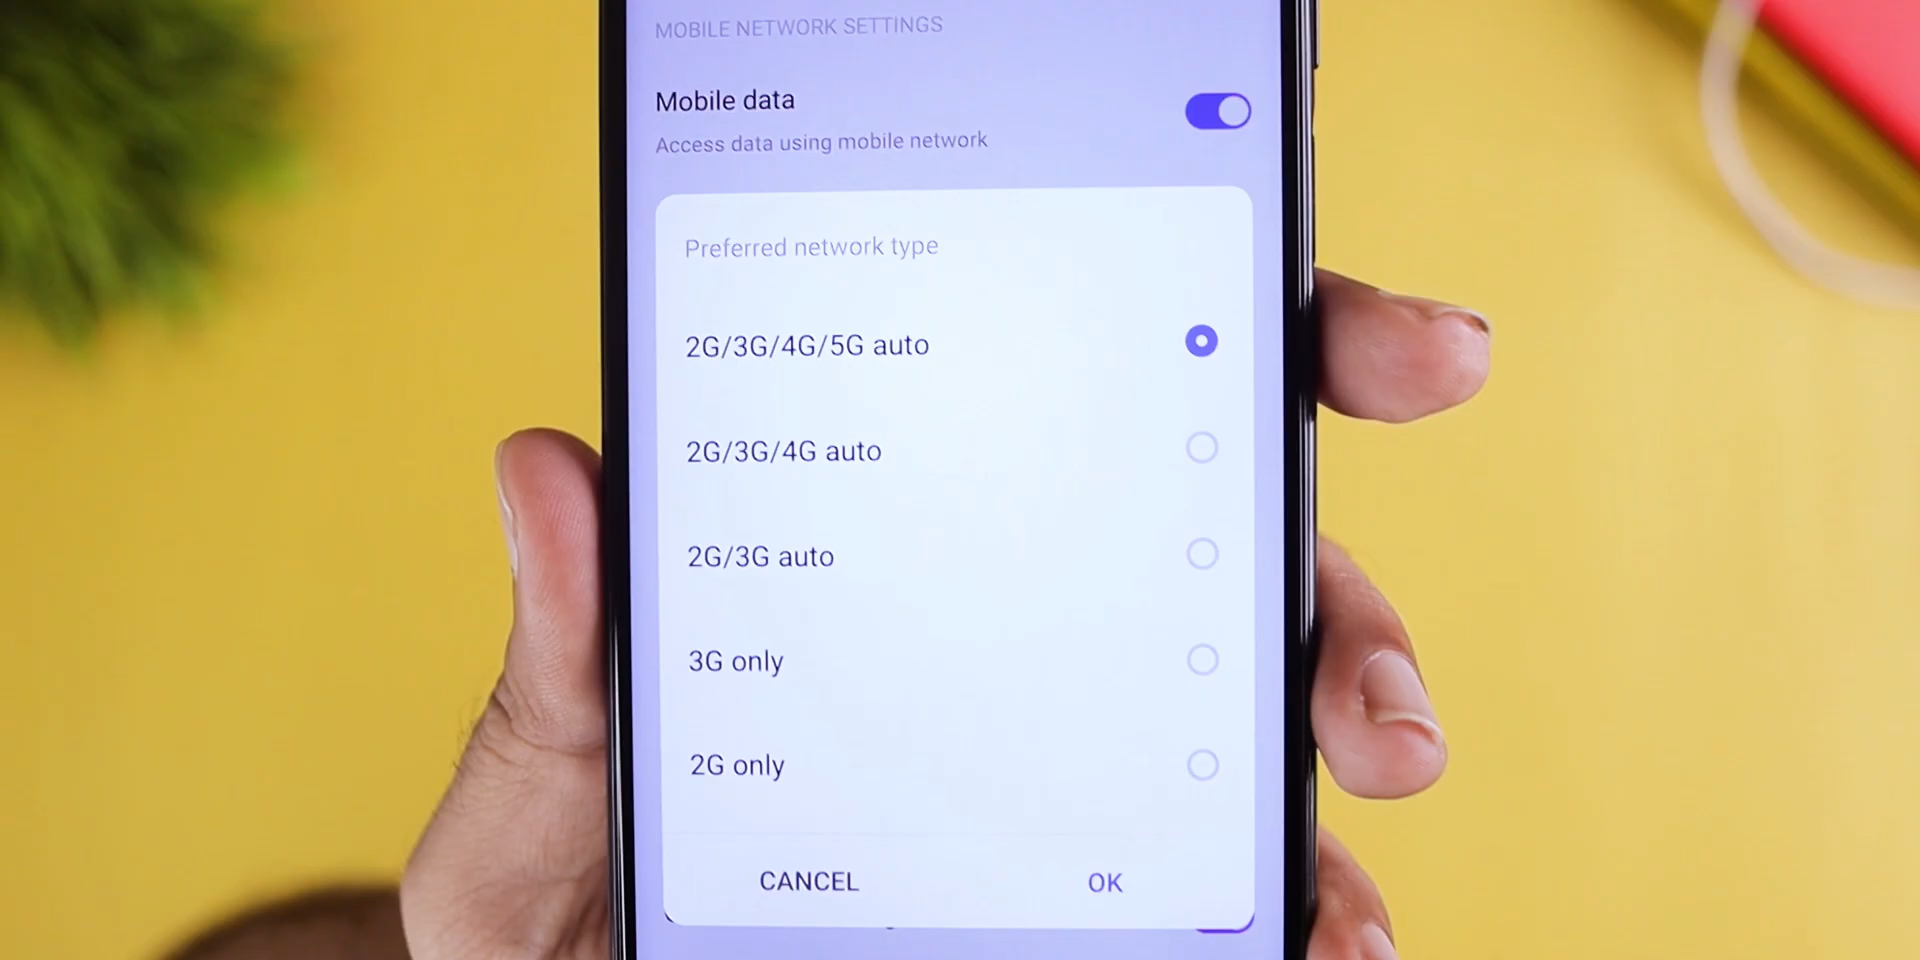 MOBILE NETWORK SETTINGS
Mobile data
Access data using mobile network
Preferred network type
2G/3G/4G/5G auto
2G/3G/4G auto
2G/3G auto
3G only
2G only
CANCEL
OK